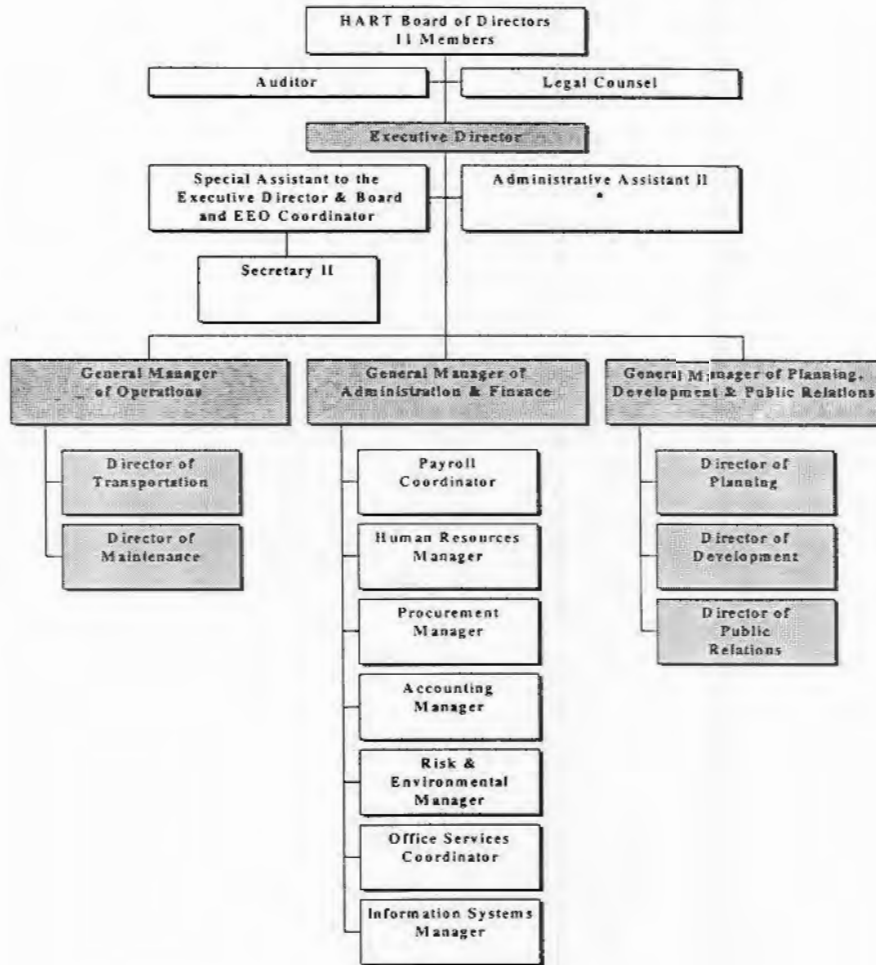 HART Board of Directors
11 Members
Auditor
Legal Counsel
Executive Director
Special Assistant to the
Executive Director & Board
and EEO Coordinator
Administrative Assistant II
*
Secretary II
General Manager
of Operations
General Manager of
Administration & Finance
General Manager of Planning,
Development & Public Relations
Director of
Transportation
Director of
Maintenance
Payroll
Coordinator
Human Resources
Manager
Procurement
Manager
Accounting
Manager
Risk &
Environmental
Manager
Office Services
Coordinator
Information Systems
Manager
Director of
Planning
Director of
Development
Director of
Public
Relations